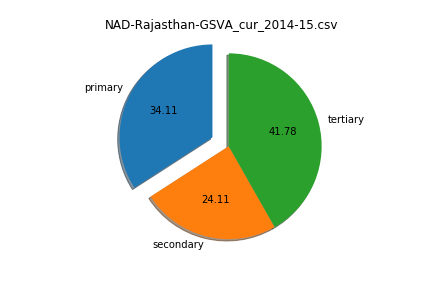 NAD-Rajasthan-GSVA_cur_2014-15.csv
primary
34.11
41.78
tertiary
24.11
secondary